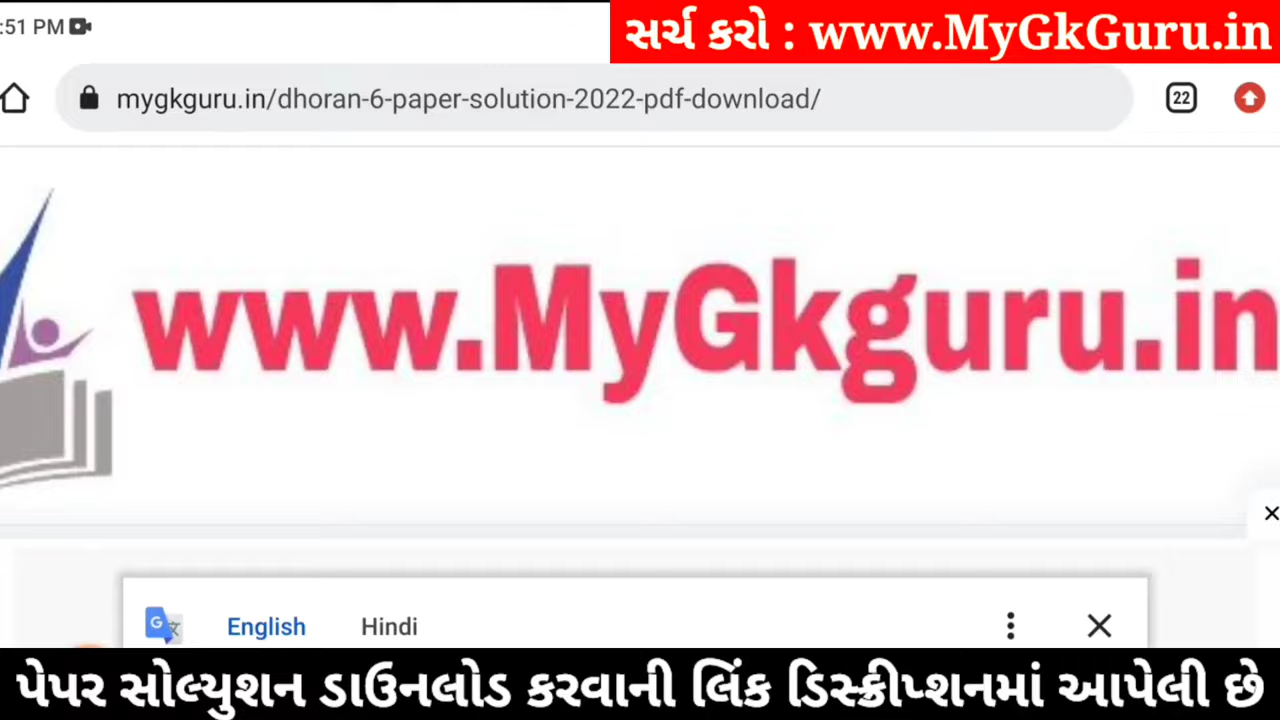 :51 PM
સર્ચ કરો : www.MyGkGuru.in
mygkguru.in/dhoran-6-paper-solution-2022-pdf-download/
22
www.MyGkguru.in
English Hindi
પેપર સોલ્યુશન ડાઉનલોડ કરવાની લિંક ડિસ્ક્રીપ્શનમાં આપેલી છે